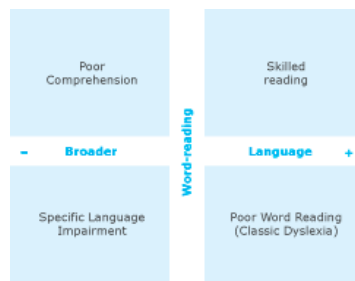 Poor
Comprehension
Skilled
reading
Word-reading
- Broader
Language +
Specific Language
Impairment
Poor Word Reading
(Classic Dyslexia)